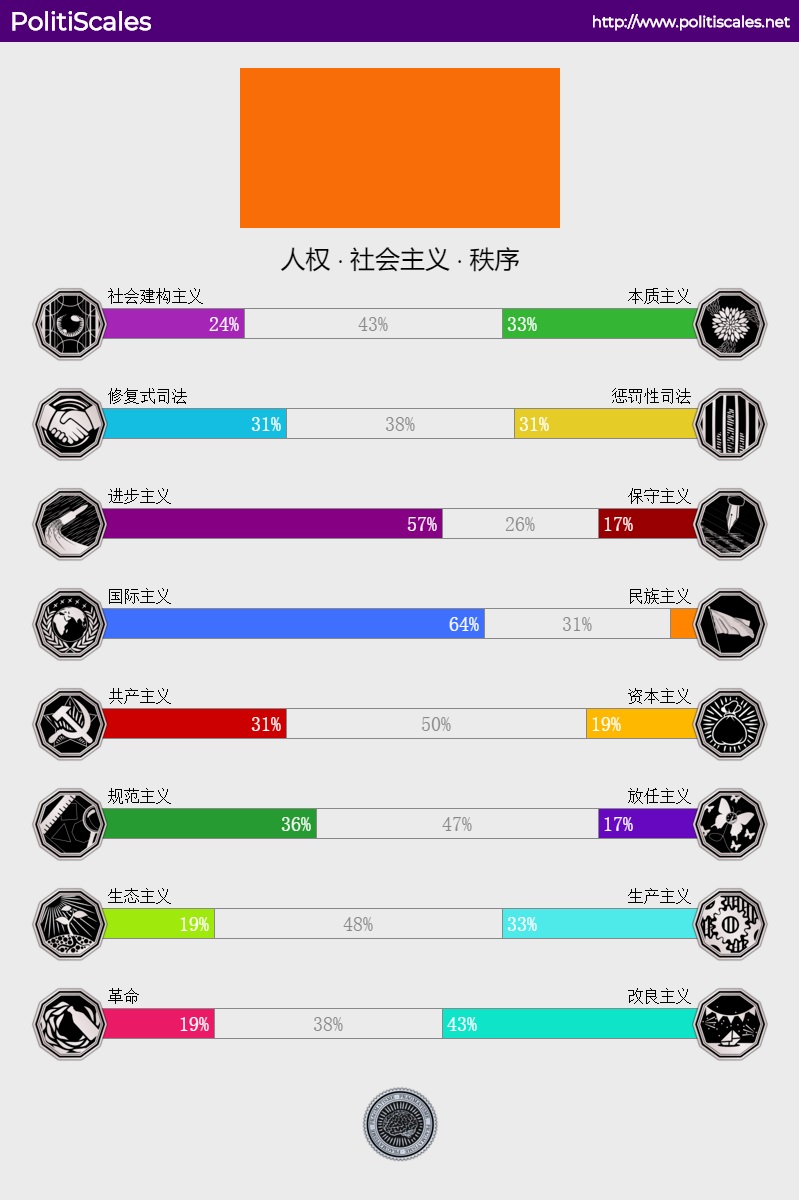 PolitiScales http://www.politiscales.net
人权 · 社会主义 · 秩序
社会建构主义 本质主义
24% 43% 33%
修复式司法 惩罚性司法
31% 38% 31%
进步主义 保守主义
57% 26% 17%
国际主义 民族主义
64% 31%
共产主义 资本主义
31% 50% 19%
规范主义 放任主义
36% 47% 17%
生态主义 生产主义
19% 48% 33%
革命 改良主义
19% 38% 43%